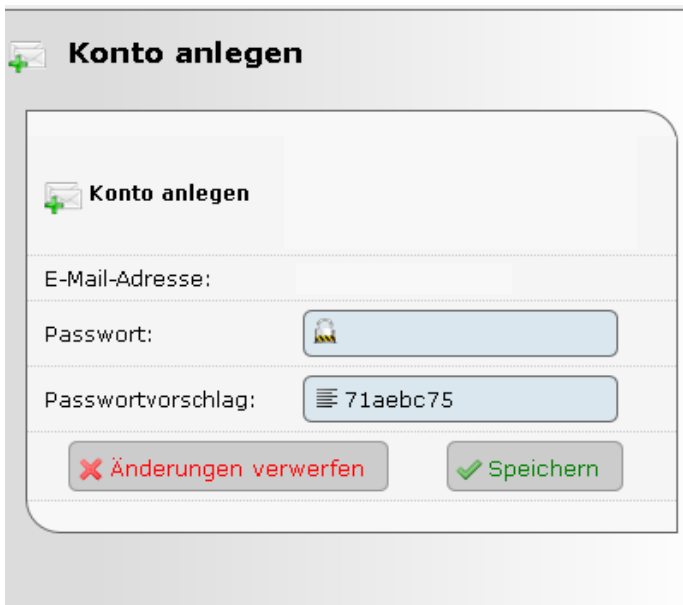 Konto anlegen
Konto anlegen
E-Mail-Adresse:
Passwort:
Passwortvorschlag: 71aebc75
Änderungen verwerfen Speichern